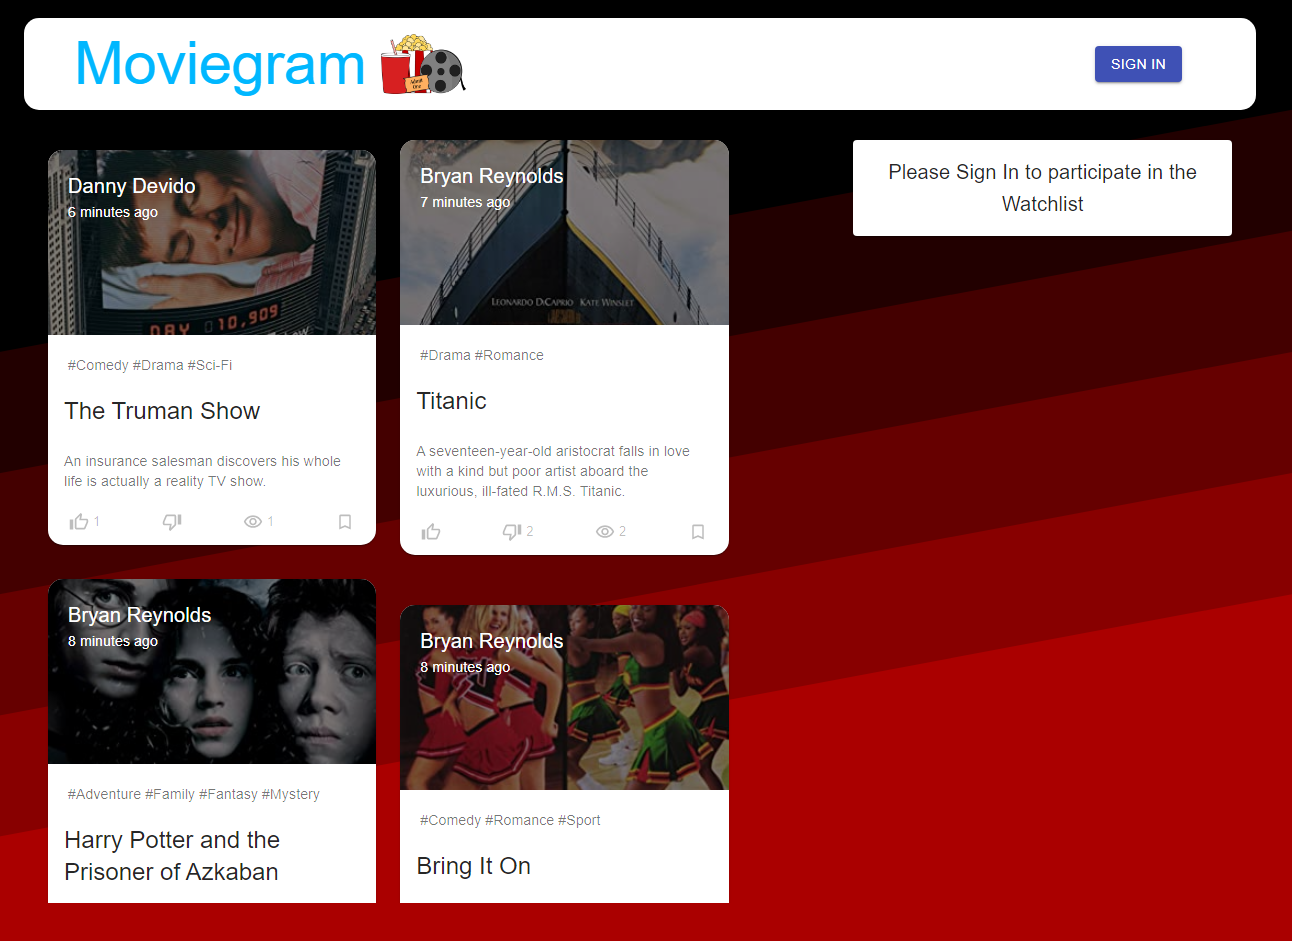 Moviegram
Admit
One
SIGN IN
Danny Devido
6 minutes ago
DAY 10,909
#Comedy #Drama #Sci-Fi
The Truman Show
An insurance salesman discovers his whole
life is actually a reality TV show.
1
1
Bryan Reynolds
7 minutes ago
LEONARDO DICAPRIO KATE WINSLET
#Drama #Romance
Titanic
A seventeen-year-old aristocrat falls in love
with a kind but poor artist aboard the
luxurious, ill-fated R.M.S. Titanic.
2
2
Please Sign In to participate in the
Watchlist
Bryan Reynolds
8 minutes ago
#Adventure #Family #Fantasy #Mystery
Harry Potter and the
Prisoner of Azkaban
Bryan Reynolds
8 minutes ago
#Comedy #Romance #Sport
Bring It On